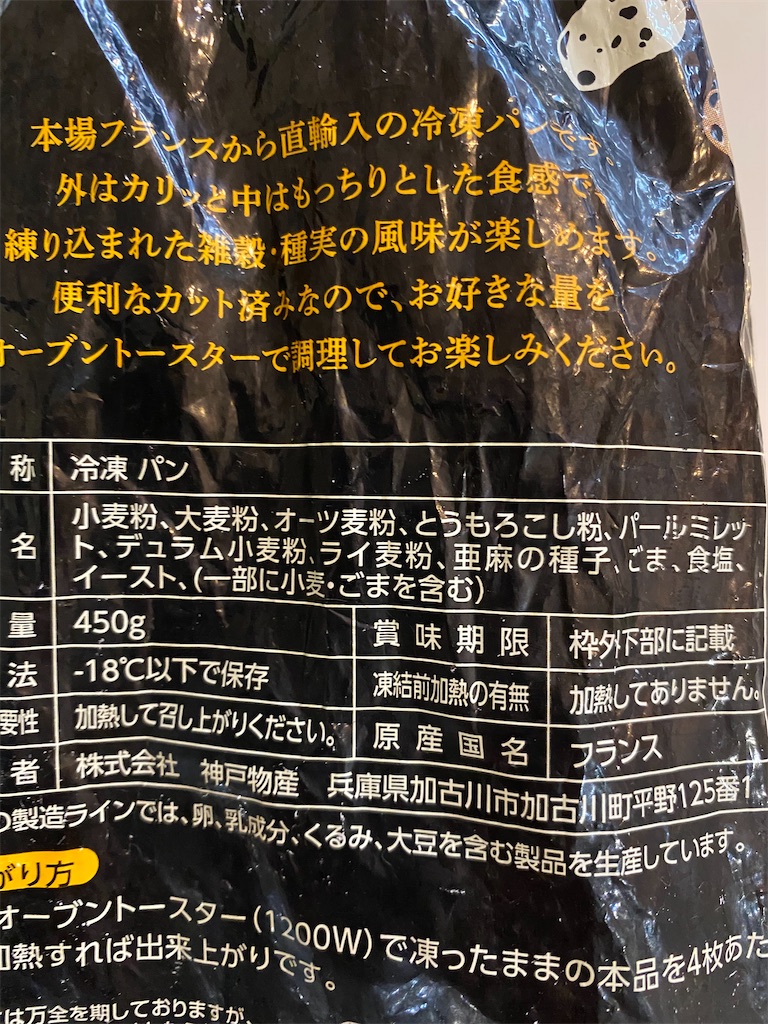 本場フランスから直輸入の冷凍パンです。
外はカリッと中はもっちりとした食感で、
練り込まれた雑穀・種実の風味が楽しめます。
便利なカット済みなので、お好きな量を
オーブントースターで調理してお楽しみください。
称 冷凍 パン
名 小麦粉、大麦粉、オーツ麦粉、とうもろこし粉、パールミレッ
ト、デュラム小麦粉、ライ麦粉、亜麻の種子、ごま、食塩、
イースト、(一部に小麦・ごまを含む)
量 450g 賞味期限 枠外下部に記載
法 -18℃以下で保存 凍結前加熱の有無 加熱してありません。
要性 加熱して召し上がりください。 原産国名 フランス
者 株式会社 神戸物産 兵庫県加古川市加古川町平野125番1
の製造ラインでは、卵、乳成分、くるみ、大豆を含む製品を生産しています。
がり方
オーブントースター(1200W)で凍ったままの本品を4枚あた
加熱すれば出来上がりです。
は万全を期しておりますが、